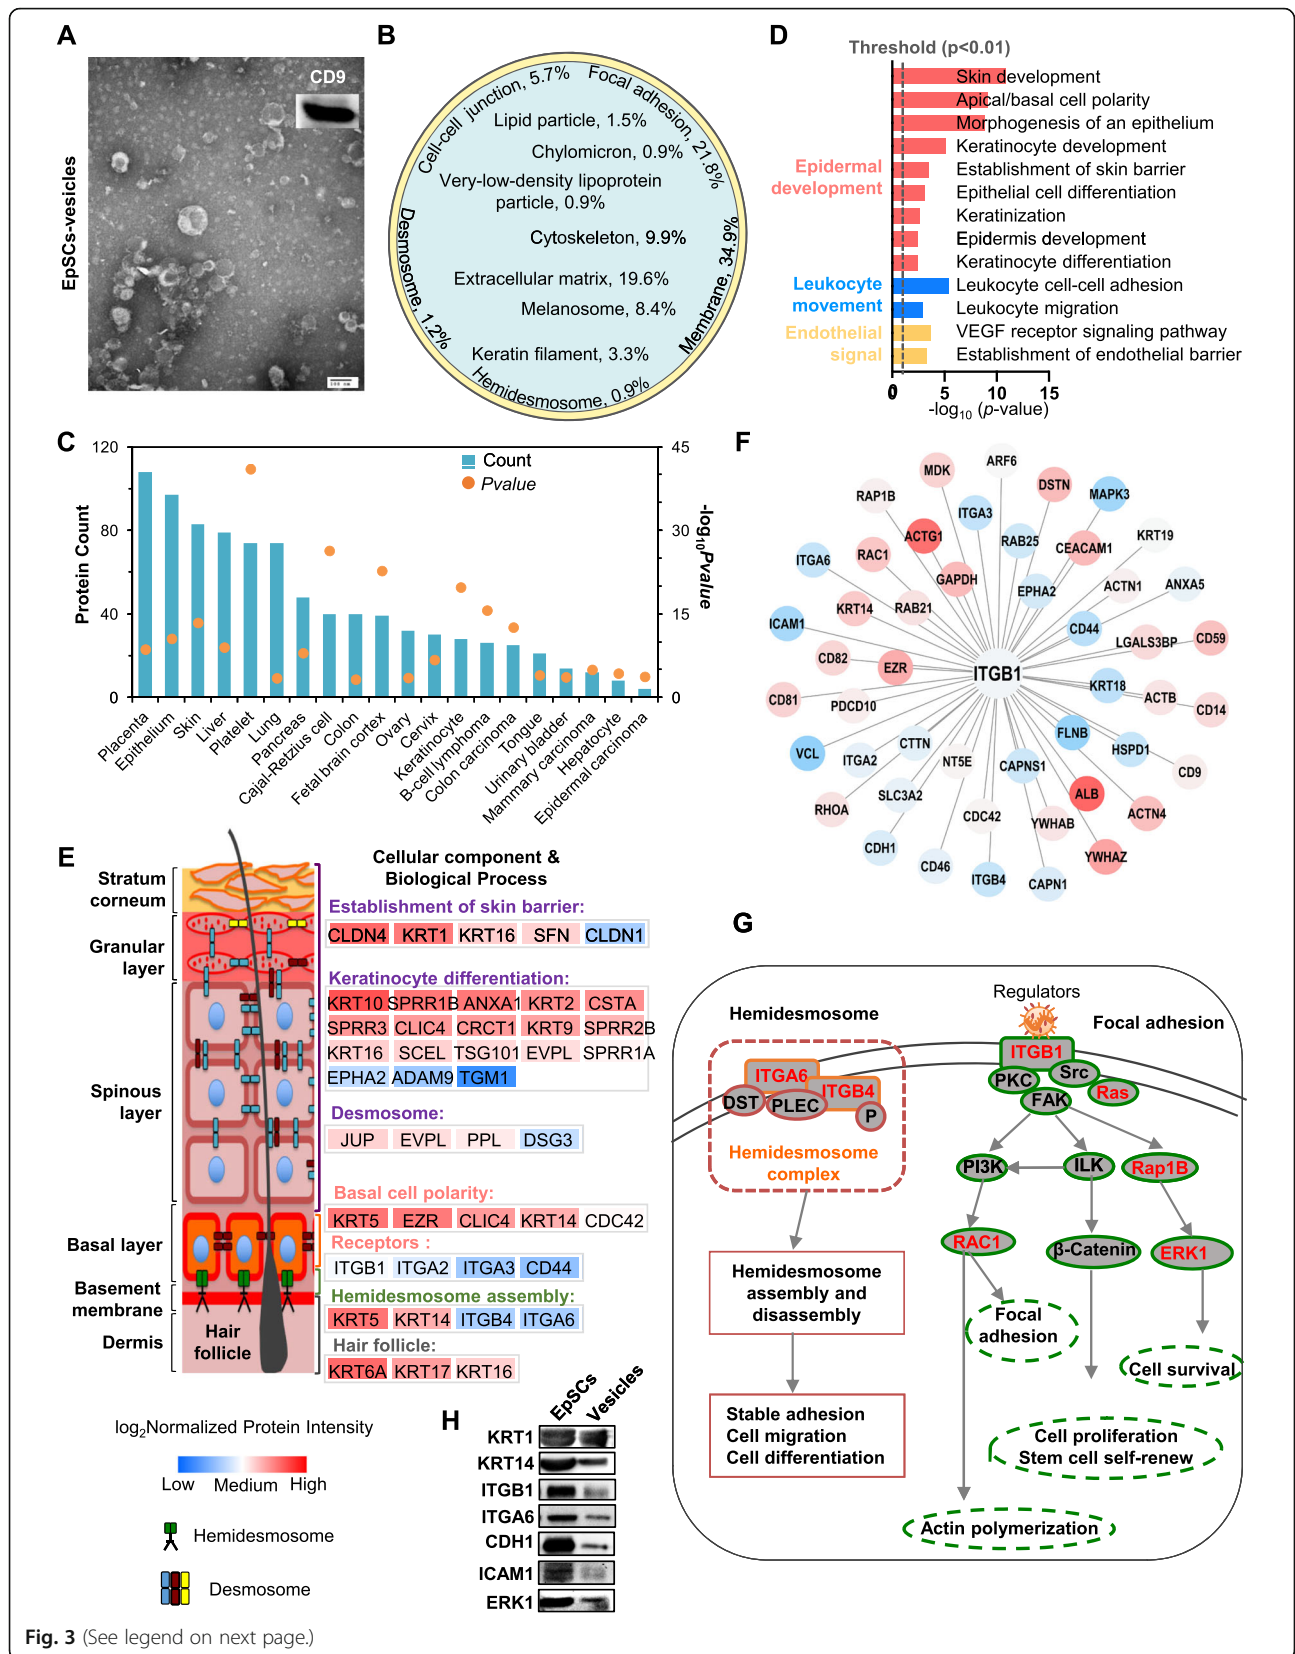 A
EpSCs-vesicles
CD9
B
Cell-cell junction, 5.7%
Focal adhesion, 21.8%
Lipid particle, 1.5%
Chylomicron, 0.9%
Very-low-density lipoprotein
particle, 0.9%
Cytoskeleton, 9.9%
Extracellular matrix, 19.6%
Melanosome, 8.4%
Keratin filament, 3.3%
Desmosome, 1.2%
Membrane, 34.9%
Hemidesmosome, 0.9%
D
Threshold (p<0.01)
Skin development
Apical/basal cell polarity
Morphogenesis of an epithelium
Keratinocyte development
Establishment of skin barrier
Epithelial cell differentiation
Keratinization
Epidermis development
Keratinocyte differentiation
Leukocyte cell-cell adhesion
Leukocyte migration
VEGF receptor signaling pathway
Establishment of endothelial barrier
Epidermal
development
Leukocyte
movement
Endothelial
signal
0 5 10 15
-log10 (p-value)
C
120
80
40
0
Protein Count
Count
Pvalue
45
30
15
0
-log10Pvalue
Placenta
Epithelium
Skin
Liver
Platelet
Lung
Pancreas
Cajal-Retzius cell
Colon
Fetal brain cortex
Ovary
Cervix
Keratinocyte
B-cell lymphoma
Colon carcinoma
Tongue
Urinary bladder
Mammary carcinoma
Hepatocyte
Epidermal carcinoma
F
MDK
ARF6
DSTN
MAPK3
RAP1B
ITGA3
ACTG1
RAB25
CEACAM1
KRT19
ITGA6
RAC1
GAPDH
EPHA2
ACTN1
ANXA5
KRT14
RAB21
ICAM1
CD44
LGALS3BP
CD59
CD82
EZR
ITGB1
KRT18
ACTB
CD14
CD81
PDCD10
VCL
ITGA2
CTTN
FLNB
HSPD1
CD9
NT5E
CAPNS1
RHOA
SLC3A2
CDC42
ALB
YWHAB
ACTN4
CDH1
CD46
ITGB4
CAPN1
YWHAZ
E
Stratum
corneum
Granular
layer
Spinous
layer
Basal layer
Basement
membrane
Dermis
Hair
follicle
Cellular component &
Biological Process
Establishment of skin barrier:
CLDN4 KRT1 KRT16 SFN CLDN1
Keratinocyte differentiation:
KRT10 SPRR1B ANXA1 KRT2 CSTA
SPRR3 CLIC4 CRCT1 KRT9 SPRR2B
KRT16 SCEL TSG101 EVPL SPRR1A
EPHA2 ADAM9 TGM1
Desmosome:
JUP EVPL PPL DSG3
Basal cell polarity:
KRT5 EZR CLIC4 KRT14 CDC42
Receptors :
ITGB1 ITGA2 ITGA3 CD44
Hemidesmosome assembly:
KRT5 KRT14 ITGB4 ITGA6
Hair follicle:
KRT6A KRT17 KRT16
log2Normalized Protein Intensity
Low Medium High
Hemidesmosome
Desmosome
G
Hemidesmosome
Regulators
Focal adhesion
ITGA6
ITGB4
DST
PLEC
P
Hemidesmosome
complex
ITGB1
PKC
Src
FAK
Ras
PI3K
ILK
Rap1B
RAC1
β-Catenin
ERK1
Hemidesmosome
assembly and
disassembly
Focal
adhesion
Cell survival
Stable adhesion
Cell migration
Cell differentiation
Cell proliferation
Stem cell self-renew
Actin polymerization
H
EpSCs
Vesicles
KRT1
KRT14
ITGB1
ITGA6
CDH1
ICAM1
ERK1
Fig. 3 (See legend on next page.)